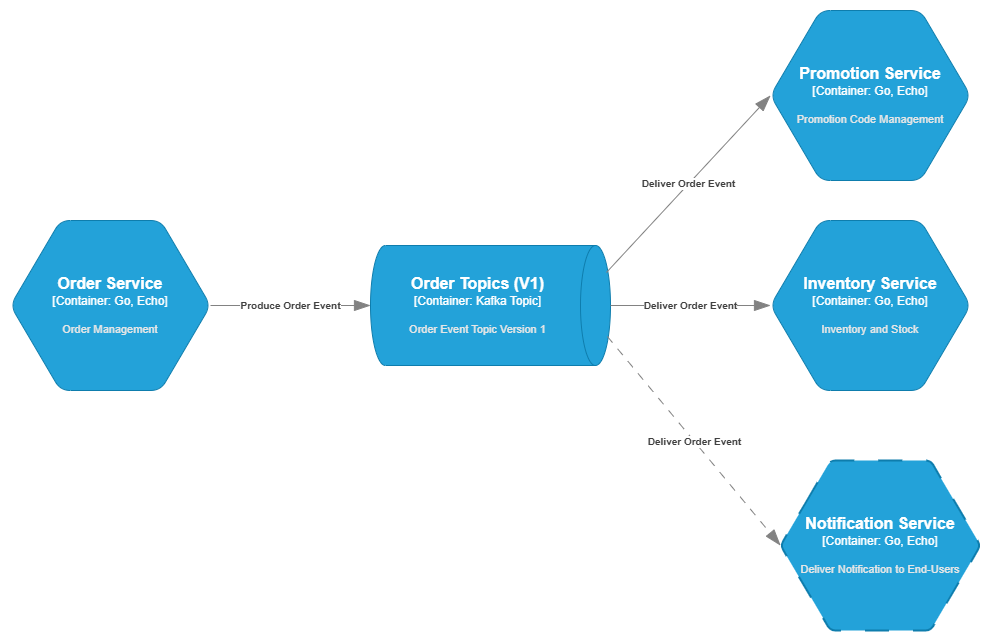 Promotion Service
[Container: Go, Echo]
Promotion Code Management
Deliver Order Event
Order Service
[Container: Go, Echo]
Order Management
Produce Order Event
Order Topics (V1)
[Container: Kafka Topic]
Order Event Topic Version 1
Deliver Order Event
Inventory Service
[Container: Go, Echo]
Inventory and Stock
Deliver Order Event
Notification Service
[Container: Go, Echo]
Deliver Notification to End-Users